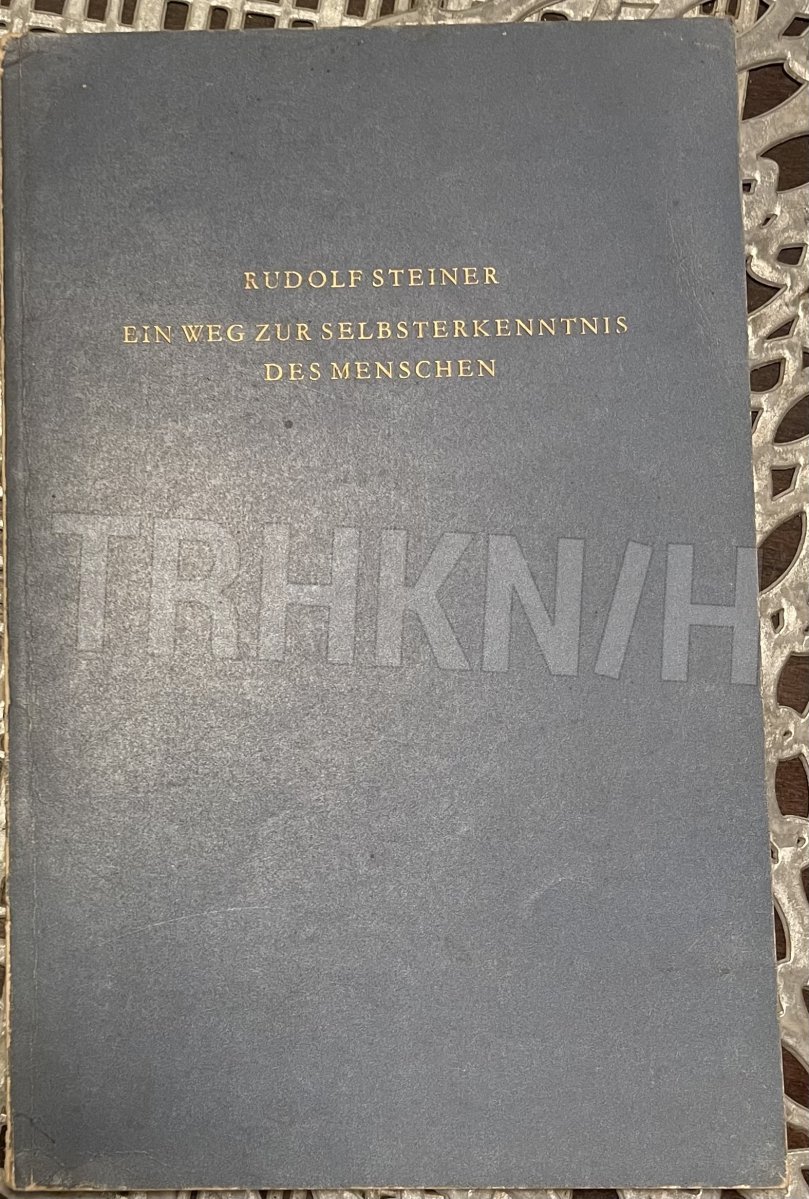 RUDOLF STEINER
EIN WEG ZUR SELBSTERKENNTNIS
DES MENSCHEN
TRHKN/H